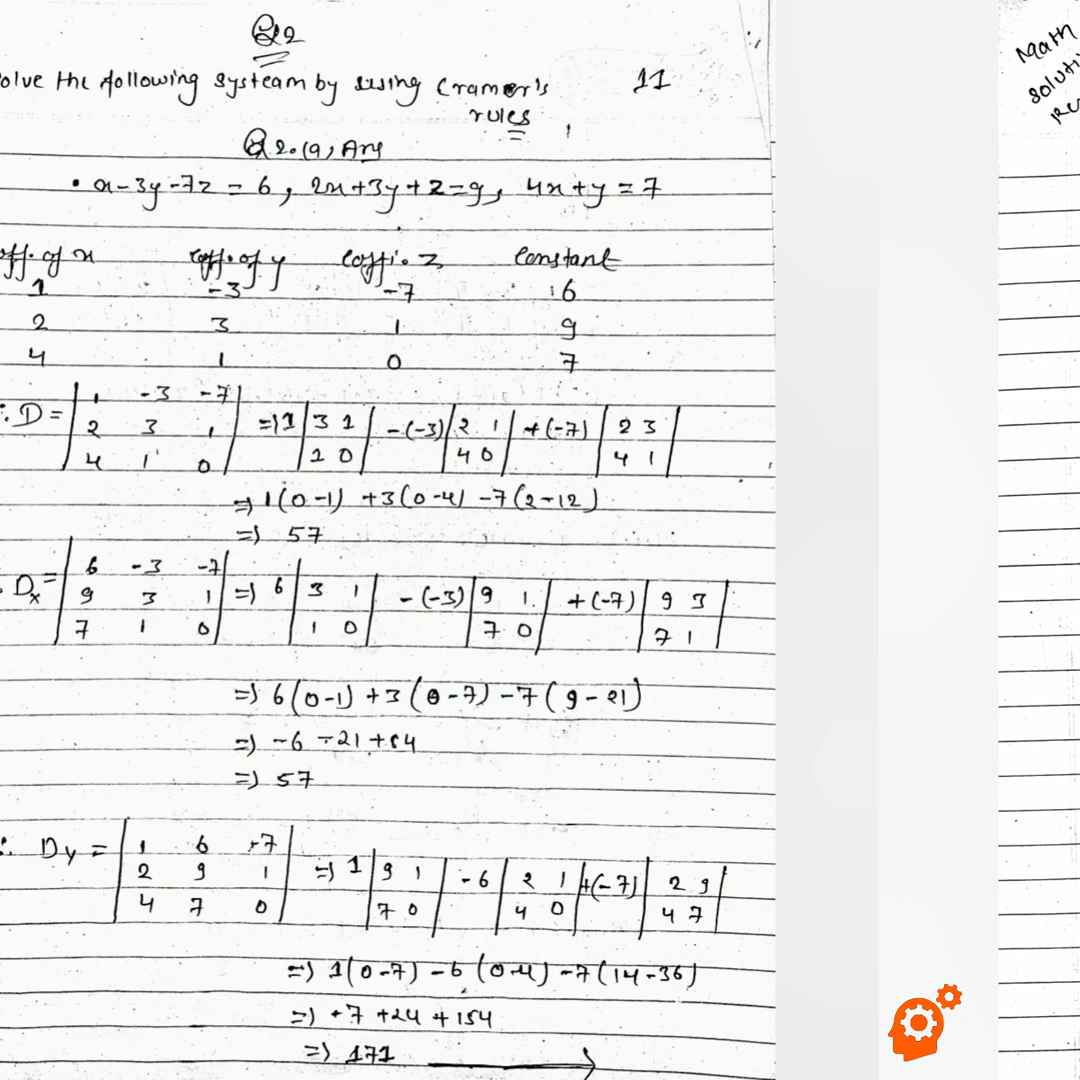 Q2
olve the following systeam by using Cramer's 11
rules
Q2.(a) Ans
• x-3y-7z = 6, 2x+3y+z=9, 4x+y=7
off. of x coff. of y coffi. z Constant
1 -3 -7 6
2 3 1 9
4 1 0 7
∴ D = | 1 -3 -7 |
| 2 3 1 | => 1 | 3 1 | -(-3) | 2 1 | +(-7) | 2 3 |
| 4 1 0 | | 1 0 | | 4 0 | | 4 1 |
=> 1(0-1) +3(0-4) -7(2-12)
=> 57
Dx = | 6 -3 -7 |
| 9 3 1 | => 6 | 3 1 | -(-3) | 9 1 | +(-7) | 9 3 |
| 7 1 0 | | 1 0 | | 7 0 | | 7 1 |
=> 6(0-1) +3(0-7) -7(9-21)
=> -6 -21 +84
=> 57
∴ Dy = | 1 6 -7 |
| 2 9 1 | => 1 | 9 1 | -6 | 2 1 | +(-7) | 2 9 |
| 4 7 0 | | 7 0 | | 4 0 | | 4 7 |
=> 1(0-7) -6(0-4) -7(14-36)
=> -7 +24 +154
=> 171
Math
soluti